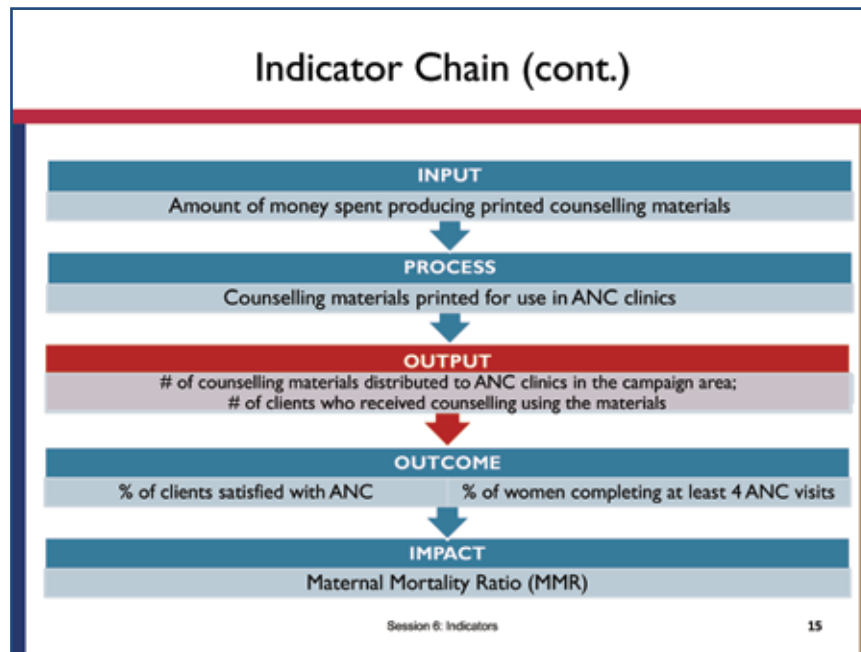 Indicator Chain (cont.)
INPUT
Amount of money spent producing printed counselling materials
PROCESS
Counselling materials printed for use in ANC clinics
OUTPUT
# of counselling materials distributed to ANC clinics in the campaign area;
# of clients who received counselling using the materials
OUTCOME
% of clients satisfied with ANC
% of women completing at least 4 ANC visits
IMPACT
Maternal Mortality Ratio (MMR)
Session 6: Indicators
15